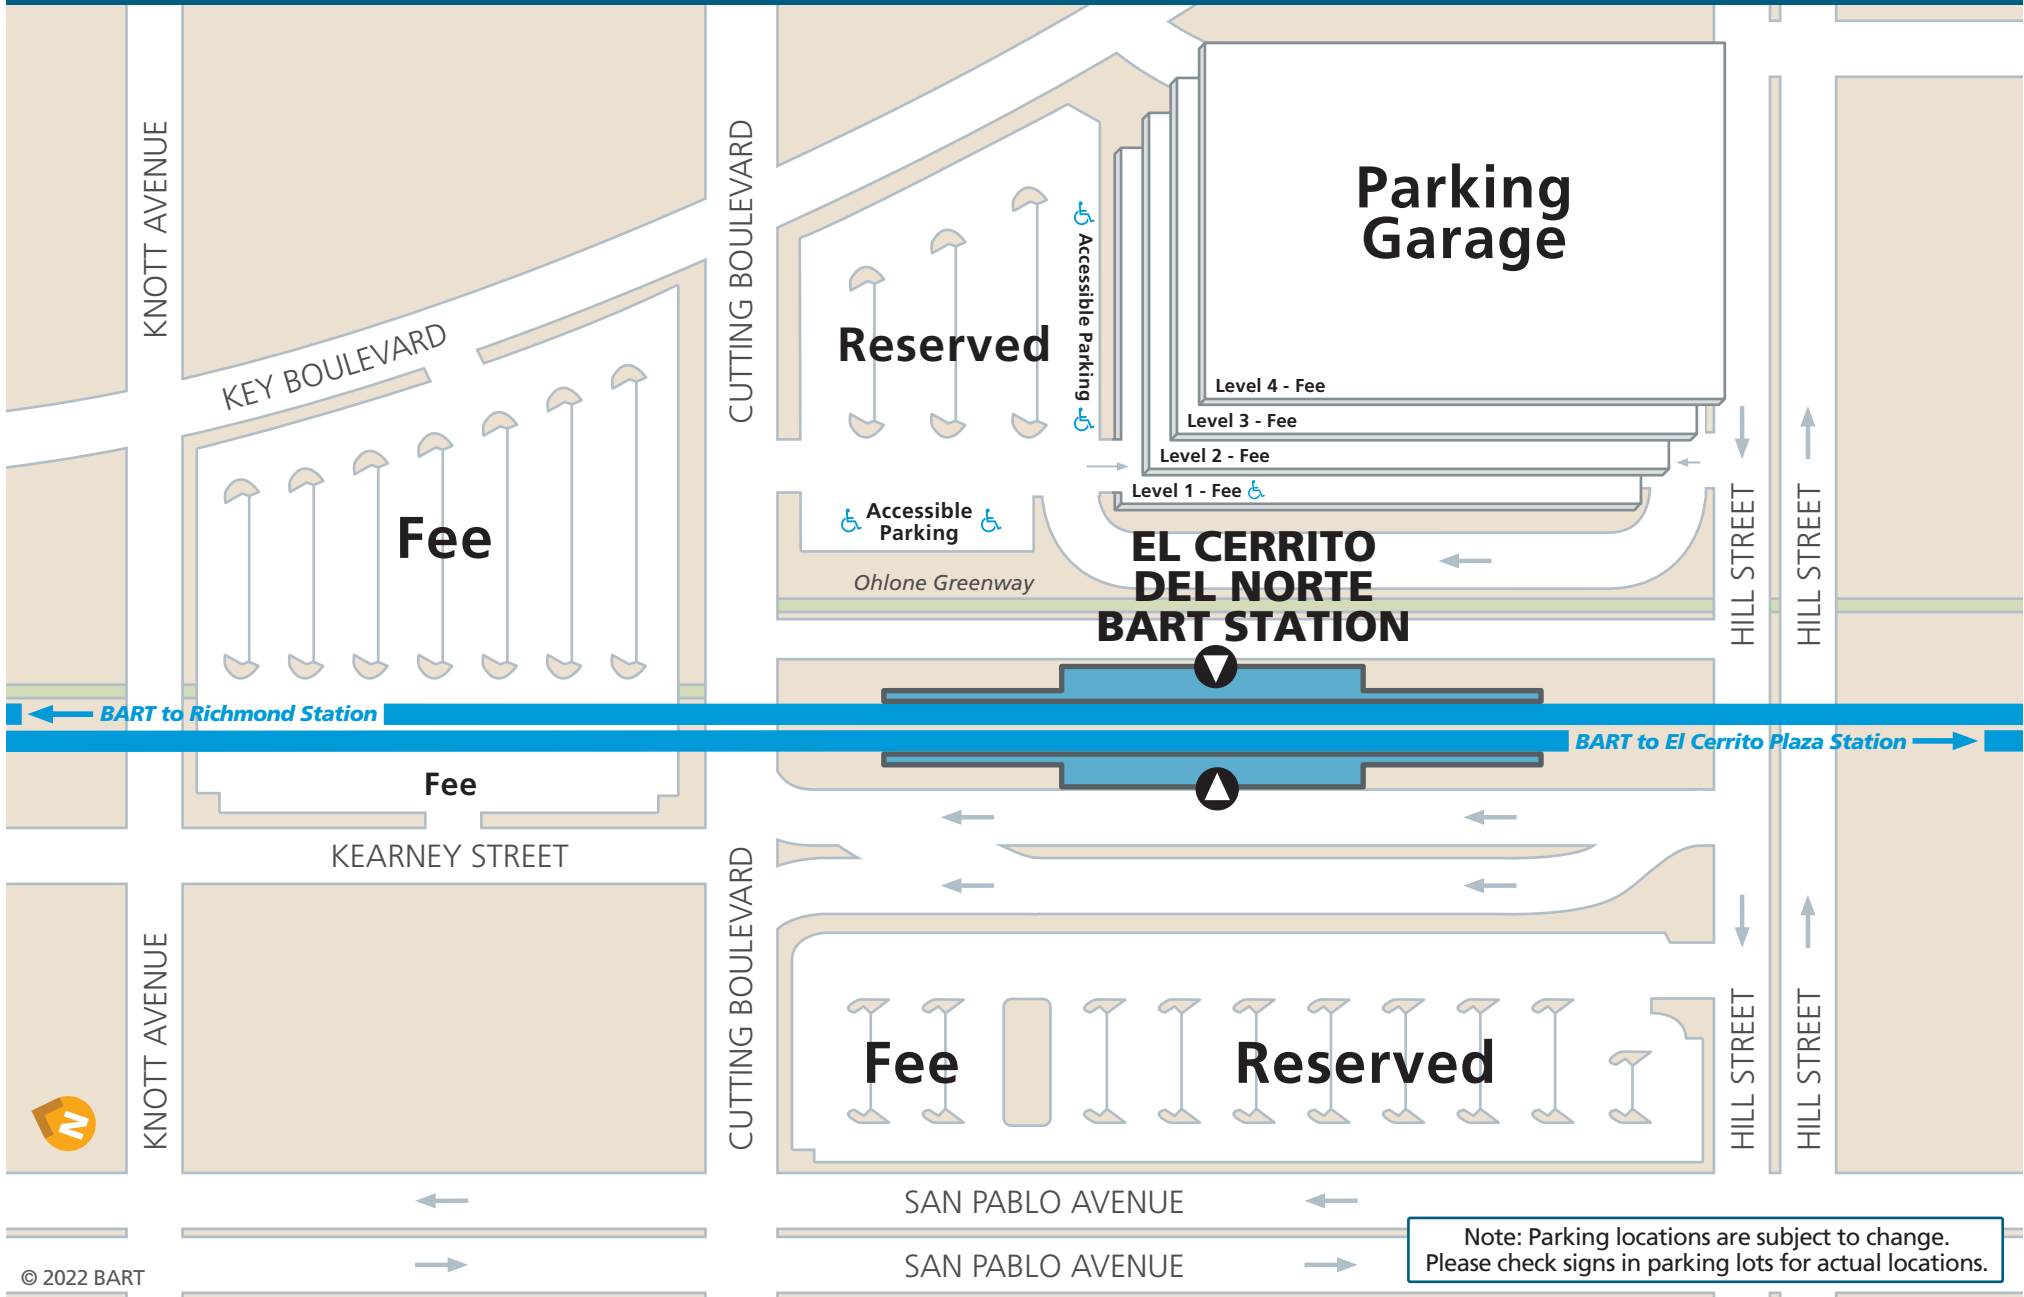 KNOTT AVENUE
CUTTING BOULEVARD
KEY BOULEVARD
Parking
Garage
Reserved
Accessible Parking
Level 4 - Fee
Level 3 - Fee
Level 2 - Fee
Level 1 - Fee
Fee
Accessible
Parking
Ohlone Greenway
EL CERRITO
DEL NORTE
BART STATION
HILL STREET
HILL STREET
BART to Richmond Station
BART to El Cerrito Plaza Station
Fee
KEARNEY STREET
KNOTT AVENUE
CUTTING BOULEVARD
Fee
Reserved
HILL STREET
HILL STREET
N
SAN PABLO AVENUE
SAN PABLO AVENUE
Note: Parking locations are subject to change.
Please check signs in parking lots for actual locations.
© 2022 BART